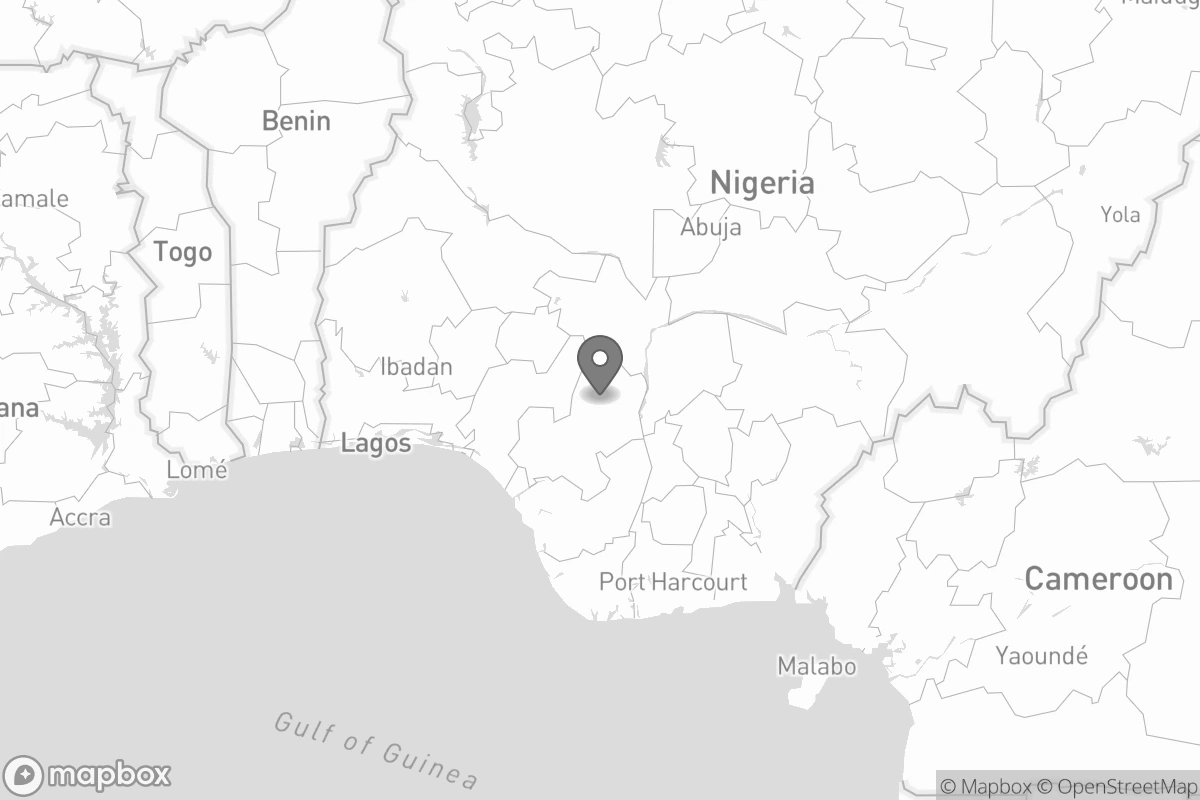 Benin
Nigeria
amale
Yola
Abuja
Togo
Ibadan
ana
Lagos
Lomé
Accra
Port Harcourt
Cameroon
Yaoundé
Malabo
Gulf of Guinea
mapbox
© Mapbox © OpenStreetMap